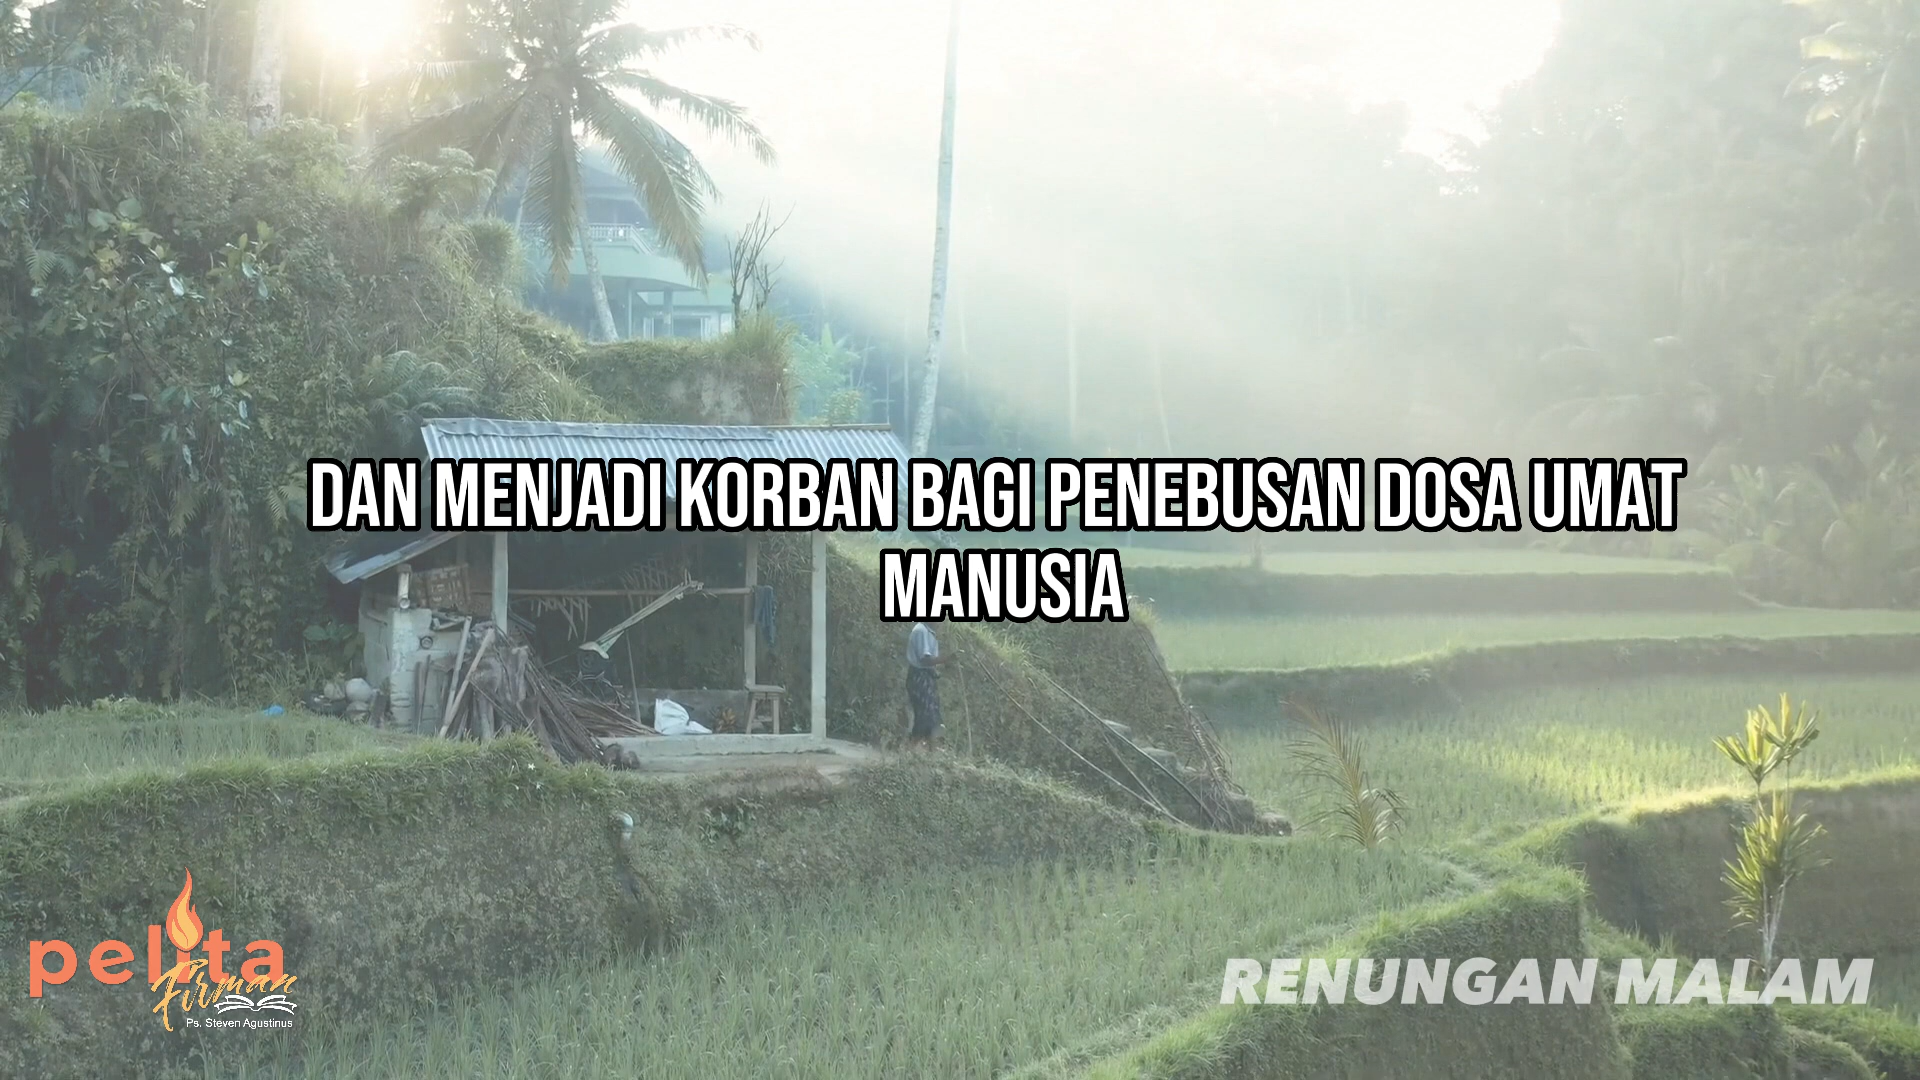 DAN MENJADI KORBAN BAGI PENEBUSAN DOSA UMAT
MANUSIA
pelita
Firman
Ps. Steven Agustinus
RENUNGAN MALAM